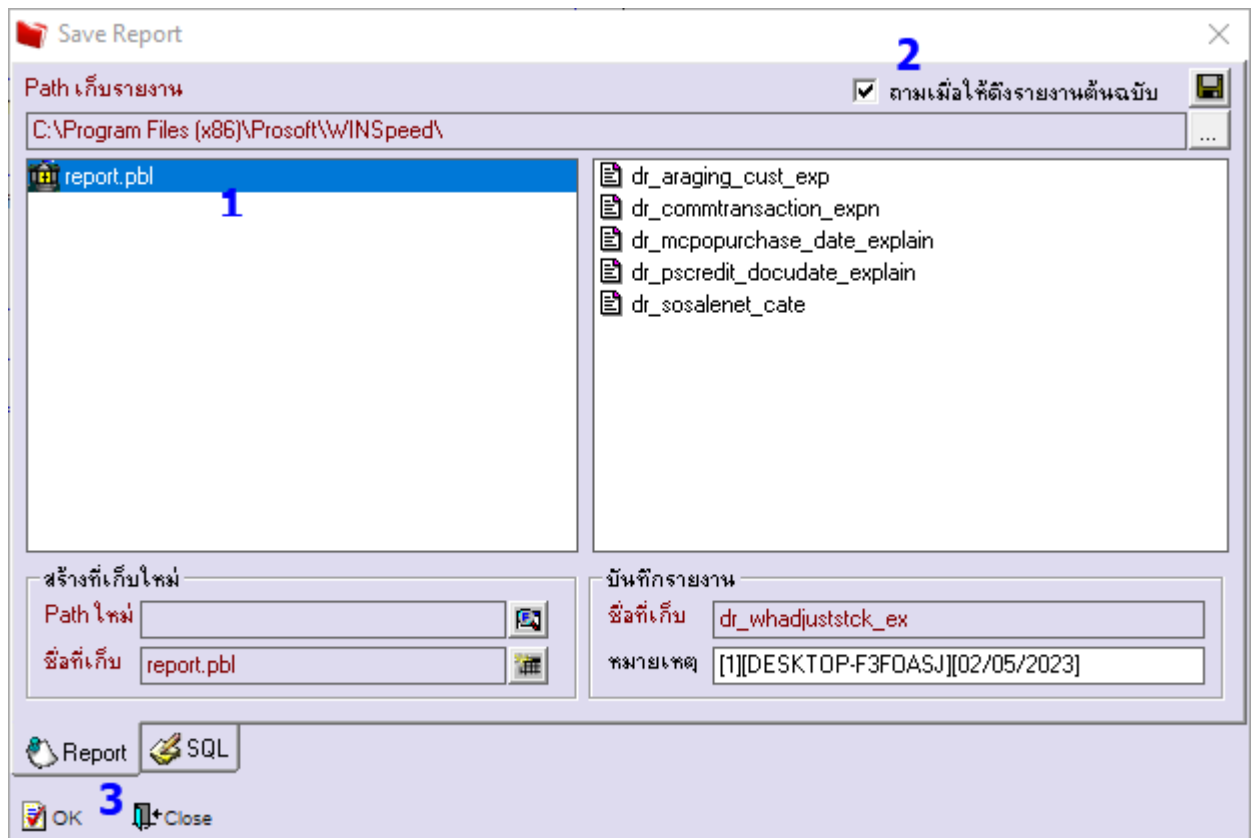 Save Report
2
Path เก็บรายงาน
ถามเมื่อให้ดึงรายงานต้นฉบับ
C:\Program Files (x86)\Prosoft\WINSpeed\
...
report.pbl
1
dr_araging_cust_exp
dr_commtransaction_expn
dr_mcpopurchase_date_explain
dr_pscredit_docudate_explain
dr_sosalenet_cate
สร้างที่เก็บใหม่
Path ใหม่
ชื่อที่เก็บ report.pbl
บันทึกรายงาน
ชื่อที่เก็บ dr_whadjuststck_ex
หมายเหตุ [1][DESKTOP-F3FOASJ][02/05/2023]
Report SQL
OK 3 Close